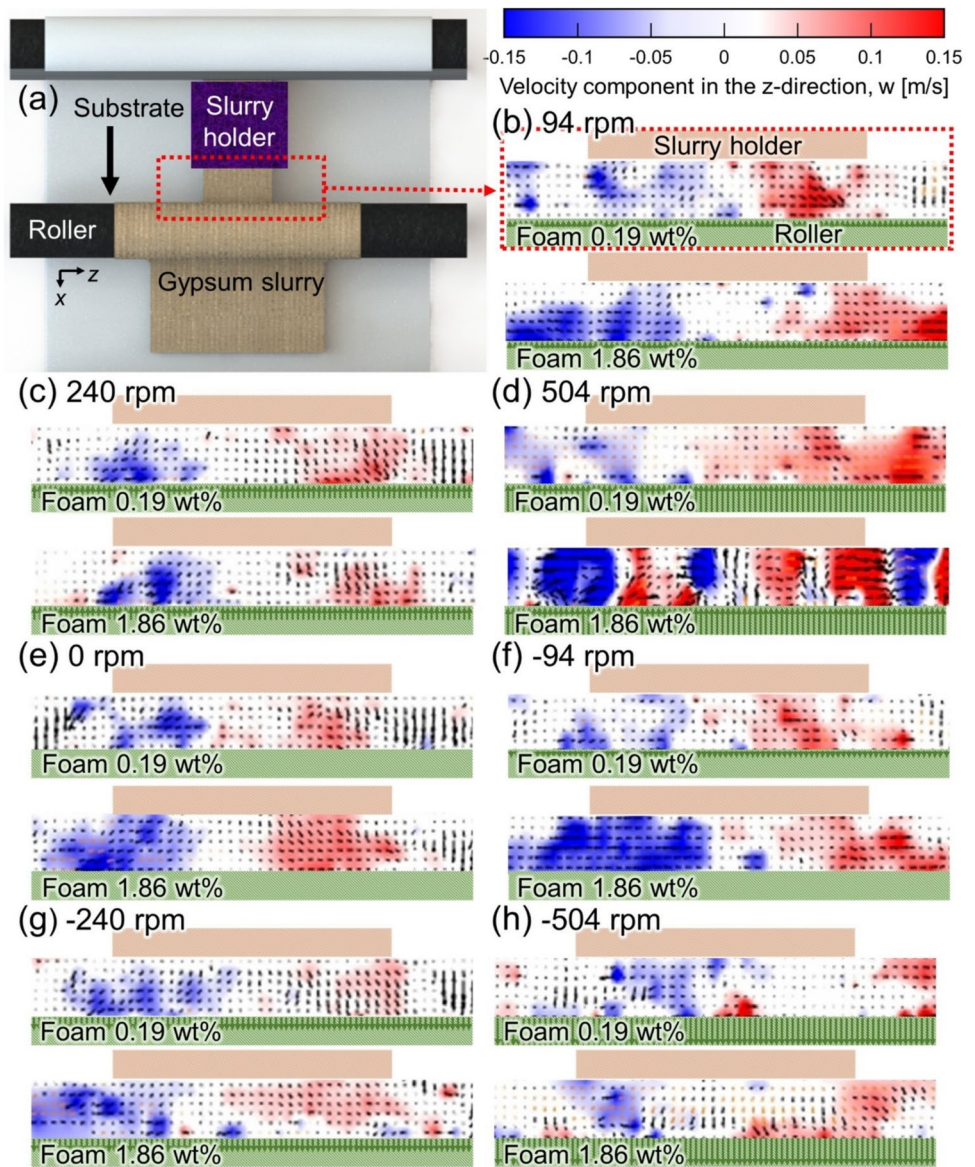 -0.15 -0.1 -0.05 0 0.05 0.1 0.15
Velocity component in the z-direction, w [m/s]
(a)
Substrate
Slurry
holder
Roller
z
x
Gypsum slurry
(b) 94 rpm
Slurry holder
Foam 0.19 wt% Roller
Foam 1.86 wt%
(c) 240 rpm
Foam 0.19 wt%
Foam 1.86 wt%
(d) 504 rpm
Foam 0.19 wt%
Foam 1.86 wt%
(e) 0 rpm
Foam 0.19 wt%
Foam 1.86 wt%
(f) -94 rpm
Foam 0.19 wt%
Foam 1.86 wt%
(g) -240 rpm
Foam 0.19 wt%
Foam 1.86 wt%
(h) -504 rpm
Foam 0.19 wt%
Foam 1.86 wt%